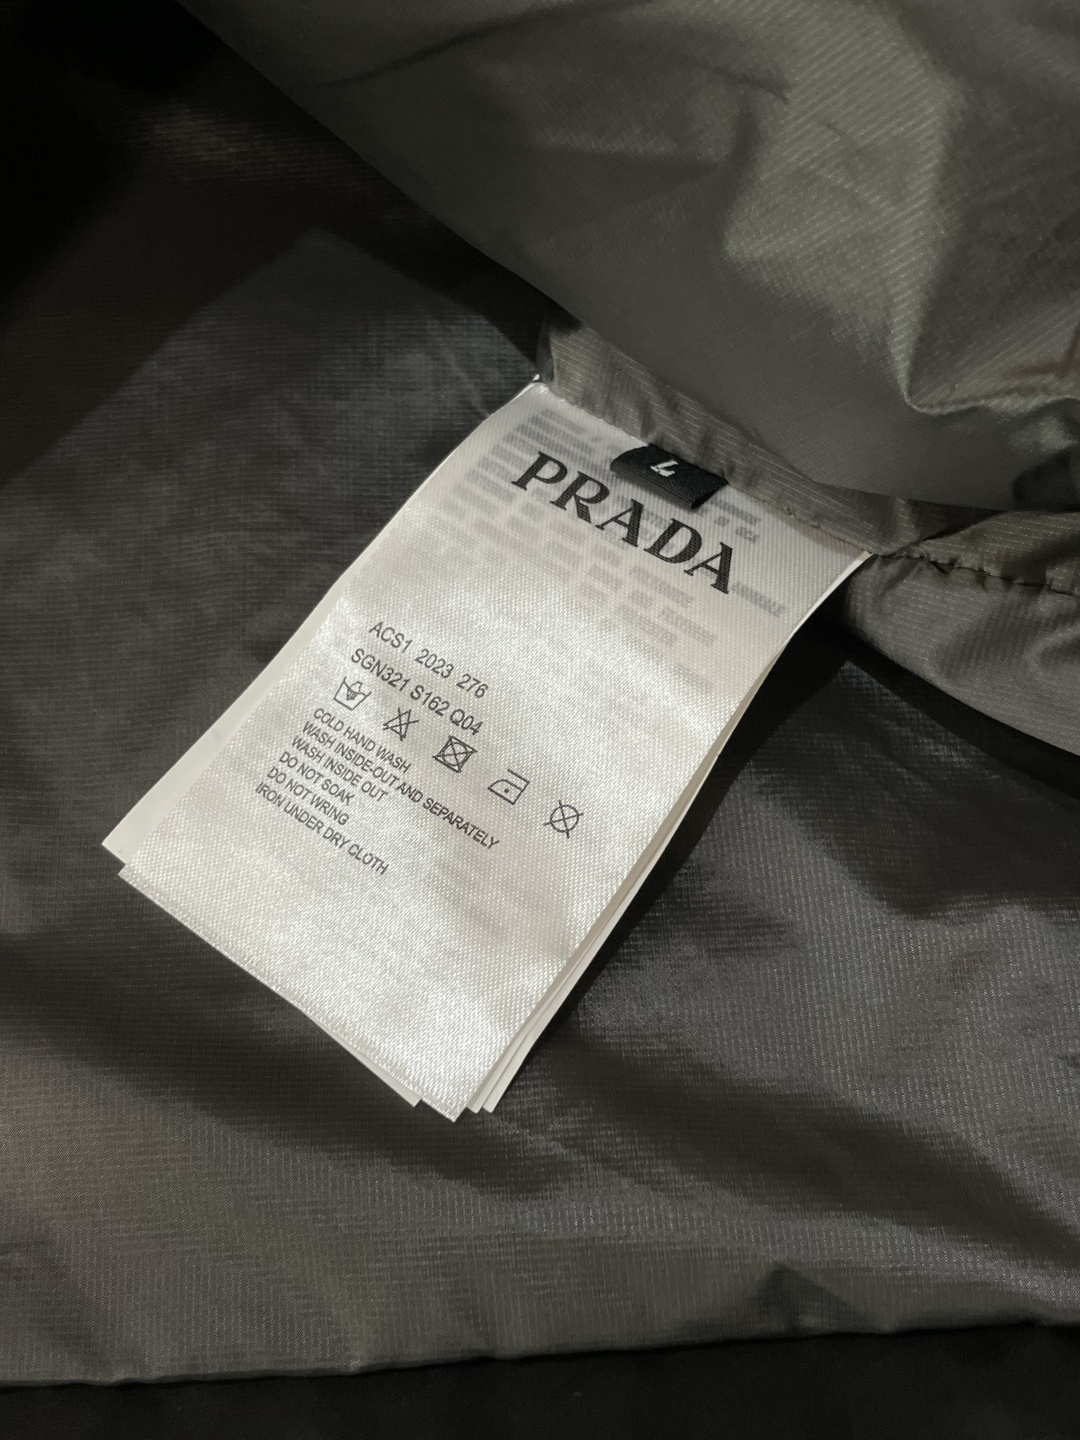 L
PRADA
ACS1 2023 276
SGN321 S162 Q04
COLD HAND WASH
WASH INSIDE-OUT AND SEPARATELY
WASH INSIDE OUT
DO NOT SOAK
DO NOT WRING
IRON UNDER DRY CLOTH